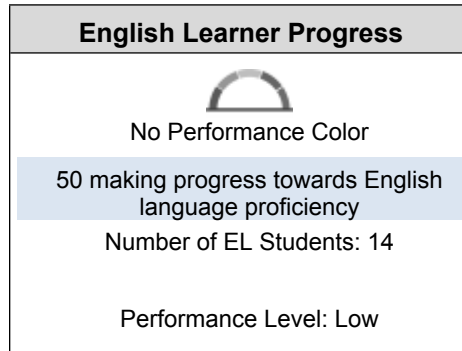 English Learner Progress
No Performance Color
50 making progress towards English
language proficiency
Number of EL Students: 14
Performance Level: Low